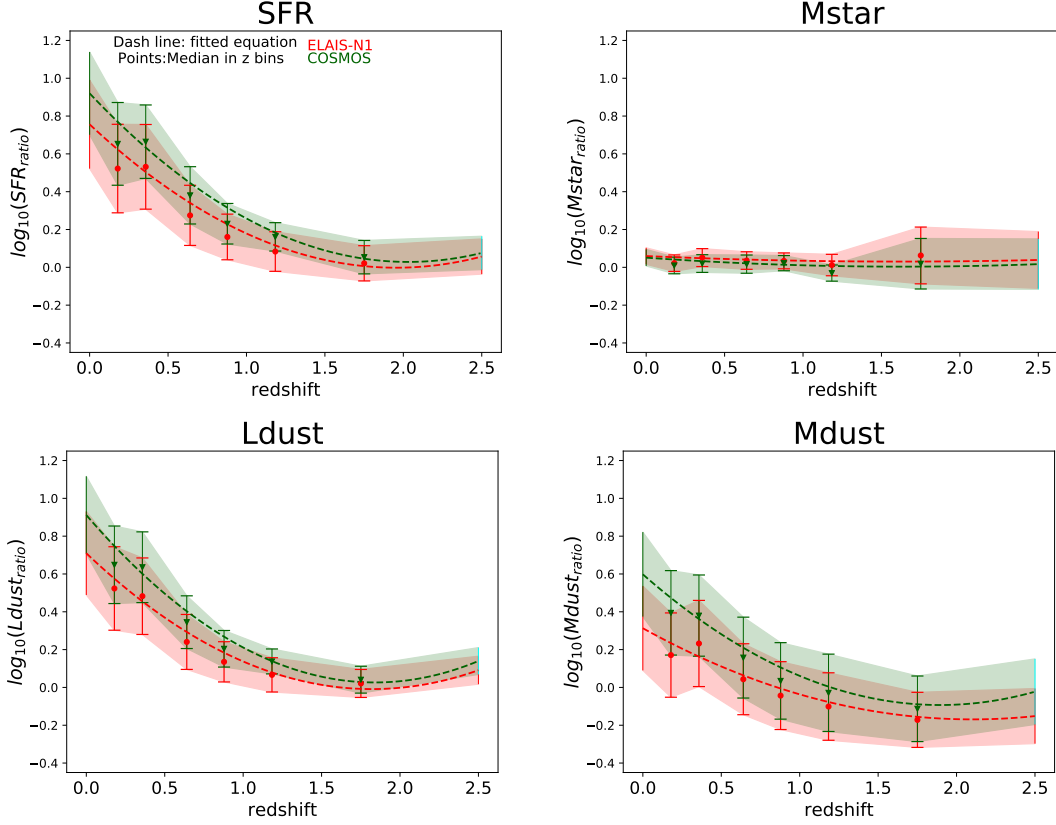 SFR
Dash line: fitted equation
Points:Median in z bins
ELAIS-N1
COSMOS
log10(SFRratio)
1.2
1.0
0.8
0.6
0.4
0.2
0.0
−0.2
−0.4
0.0 0.5 1.0 1.5 2.0 2.5
redshift
Mstar
log10(Mstarratio)
1.2
1.0
0.8
0.6
0.4
0.2
0.0
−0.2
−0.4
0.0 0.5 1.0 1.5 2.0 2.5
redshift
Ldust
log10(Ldustratio)
1.2
1.0
0.8
0.6
0.4
0.2
0.0
−0.2
−0.4
0.0 0.5 1.0 1.5 2.0 2.5
redshift
Mdust
log10(Mdustratio)
1.2
1.0
0.8
0.6
0.4
0.2
0.0
−0.2
−0.4
0.0 0.5 1.0 1.5 2.0 2.5
redshift